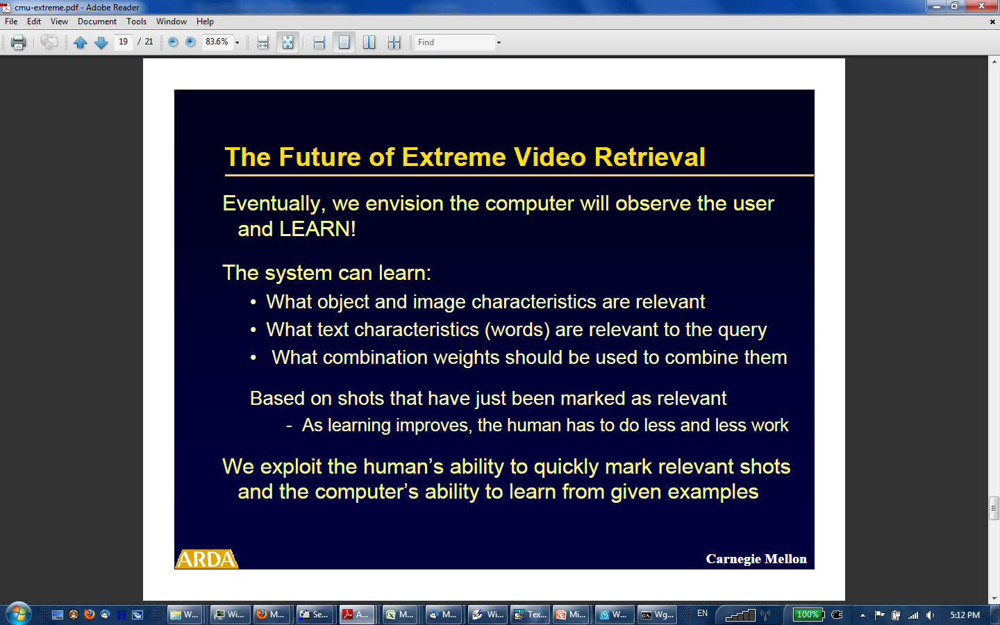 cmu-extreme.pdf - Adobe Reader
File Edit View Document Tools Window Help
19 / 21 83.6% Find
The Future of Extreme Video Retrieval
Eventually, we envision the computer will observe the user
and LEARN!
The system can learn:
• What object and image characteristics are relevant
• What text characteristics (words) are relevant to the query
• What combination weights should be used to combine them
Based on shots that have just been marked as relevant
- As learning improves, the human has to do less and less work
We exploit the human’s ability to quickly mark relevant shots
and the computer’s ability to learn from given examples
ARDA Carnegie Mellon
W... Wi... M... Se... A... M... M... Wi... Tex... Mi... W... Wg... EN 100% 5:12 PM